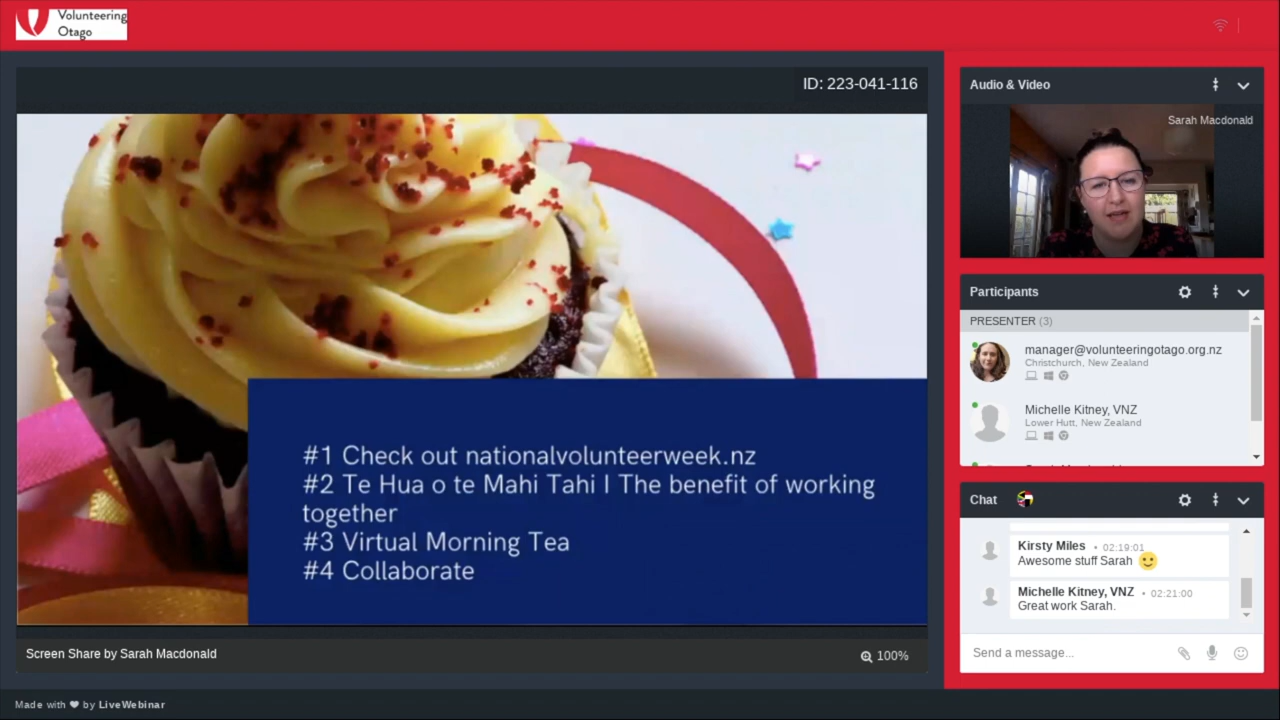 Volunteering
Otago
ID: 223-041-116
#1 Check out nationalvolunteerweek.nz
#2 Te Hua o te Mahi Tahi I The benefit of working
together
#3 Virtual Morning Tea
#4 Collaborate
Screen Share by Sarah Macdonald
100%
Audio & Video
Sarah Macdonald
Participants
PRESENTER (3)
manager@volunteeringotago.org.nz
Christchurch, New Zealand
Michelle Kitney, VNZ
Lower Hutt, New Zealand
Chat
Kirsty Miles • 02:19:01
Awesome stuff Sarah 🙂
Michelle Kitney, VNZ • 02:21:00
Great work Sarah.
Send a message...
Made with ❤ by LiveWebinar